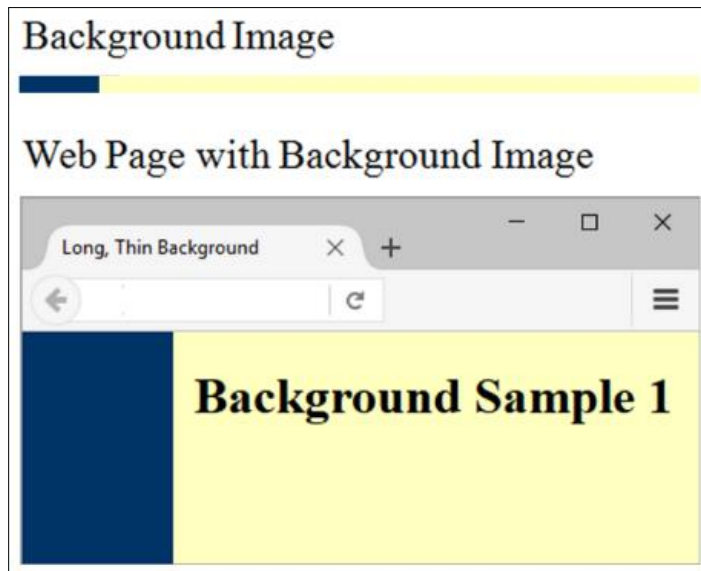 Background Image
Web Page with Background Image
Long, Thin Background
Background Sample 1